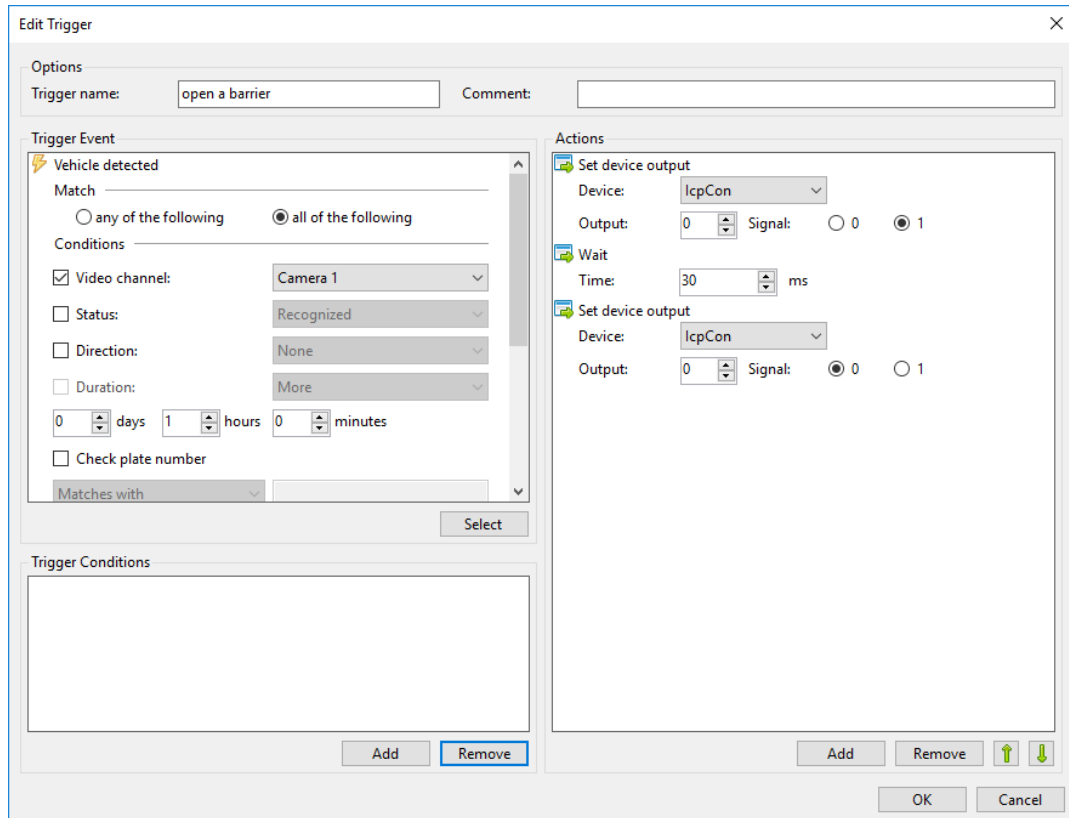 Edit Trigger
Options
Trigger name: open a barrier Comment:
Trigger Event
Vehicle detected
Match
any of the following all of the following
Conditions
Video channel: Camera 1
Status: Recognized
Direction: None
Duration: More
0 days 1 hours 0 minutes
Check plate number
Matches with
Select
Trigger Conditions
Add Remove
Actions
Set device output
Device: IcpCon
Output: 0 Signal: 0 1
Wait
Time: 30 ms
Set device output
Device: IcpCon
Output: 0 Signal: 0 1
Add Remove
OK Cancel